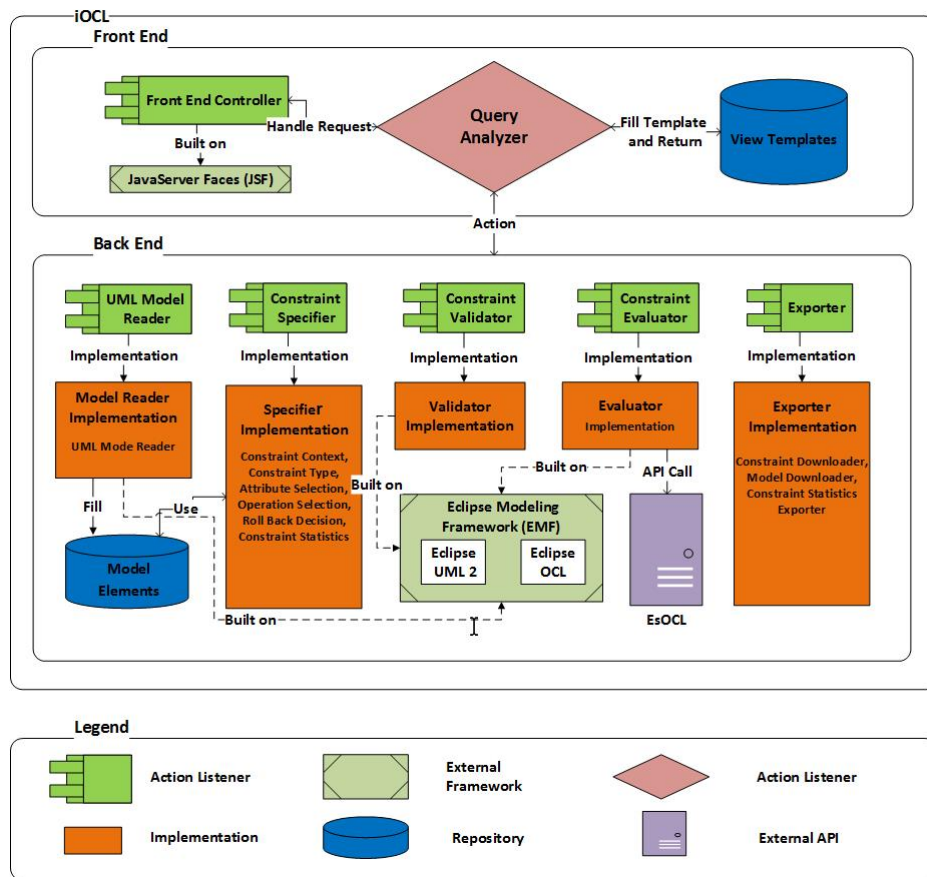 iOCL
Front End
Front End Controller
Handle Request
Built on
JavaServer Faces (JSF)
Query
Analyzer
Fill Template
and Return
View Templates
Action
Back End
UML Model
Reader
Constraint
Specifier
Constraint
Validator
Constraint
Evaluator
Exporter
Implementation
Implementation
Implementation
Implementation
Implementation
Model Reader
Implementation
UML Mode Reader
Specifier
Implementation
Constraint Context,
Constraint Type,
Attribute Selection,
Operation Selection,
Roll Back Decision,
Constraint Statistics
Validator
Implementation
Evaluator
Implementation
Exporter
Implementation
Constraint Downloader,
Model Downloader,
Constraint Statistics
Exporter
Built on
API Call
Built on
Fill
Use
Eclipse Modeling
Framework (EMF)
Eclipse
UML 2
Eclipse
OCL
Model
Elements
Built on
EsOCL
Legend
Action Listener
External
Framework
Action Listener
Implementation
Repository
External API